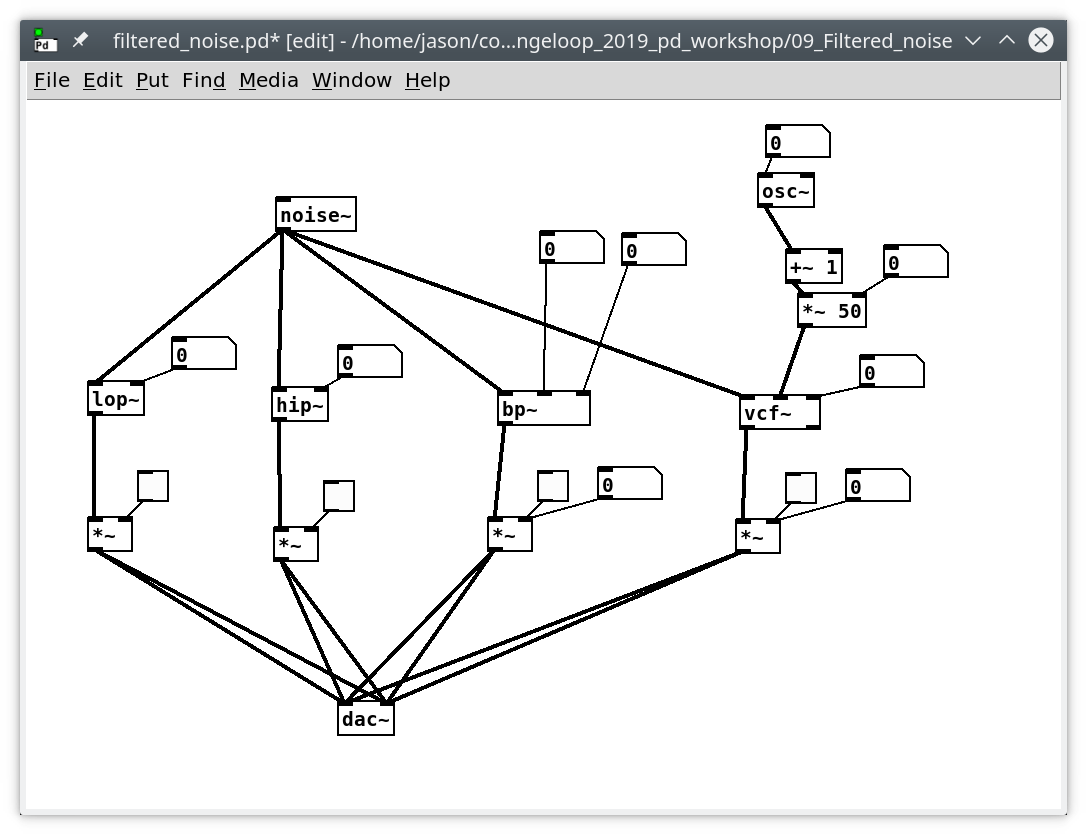 Pd filtered_noise.pd* [edit] - /home/jason/co...ngeloop_2019_pd_workshop/09_Filtered_noise
File Edit Put Find Media Window Help
0
osc~
noise~
0
0
+~ 1
0
*~ 50
0
0
0
lop~
hip~
bp~
vcf~
0
0
*~
*~
*~
*~
dac~